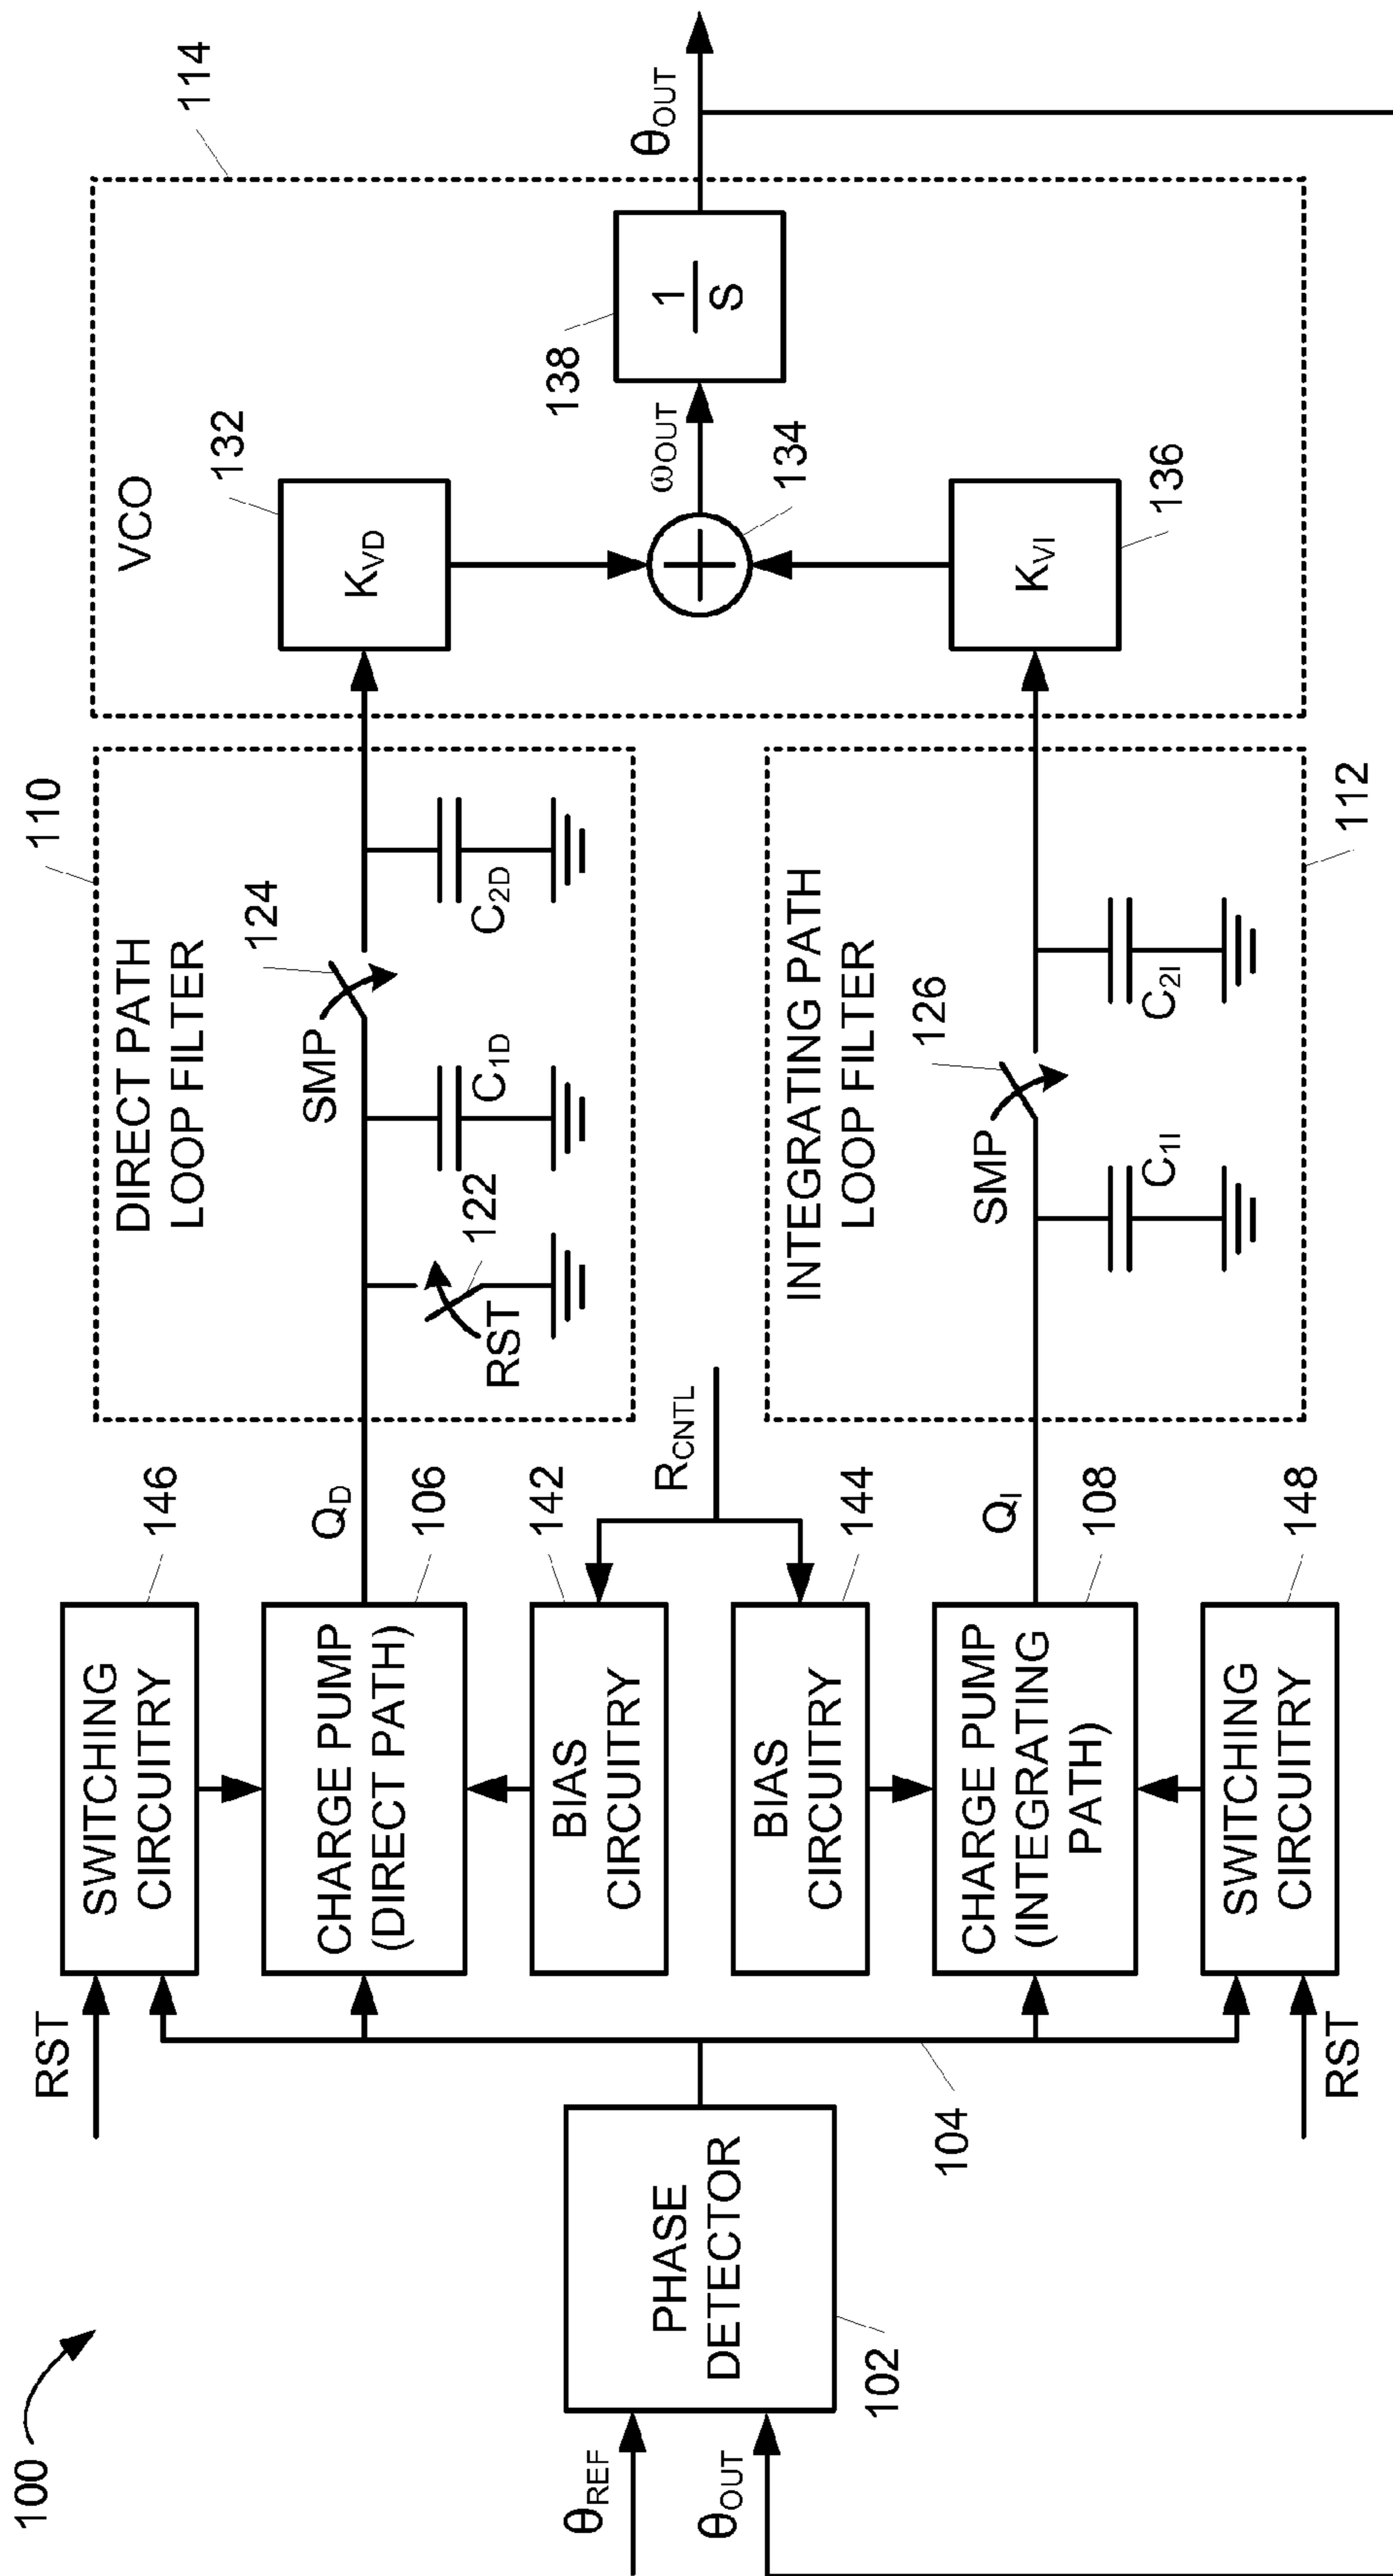 100
θREF
θOUT
PHASE
DETECTOR
102
104
RST
SWITCHING
CIRCUITRY
146
CHARGE PUMP
(DIRECT PATH)
106
QD
BIAS
CIRCUITRY
142
RCNTL
BIAS
CIRCUITRY
144
CHARGE PUMP
(INTEGRATING
PATH)
108
QI
SWITCHING
CIRCUITRY
148
RST
DIRECT PATH
LOOP FILTER
110
RST
122
C1D
SMP
124
C2D
INTEGRATING PATH
LOOP FILTER
112
C1I
SMP
126
C2I
VCO
114
KVD
132
134
KVI
136
ωOUT
138
1
S
θOUT